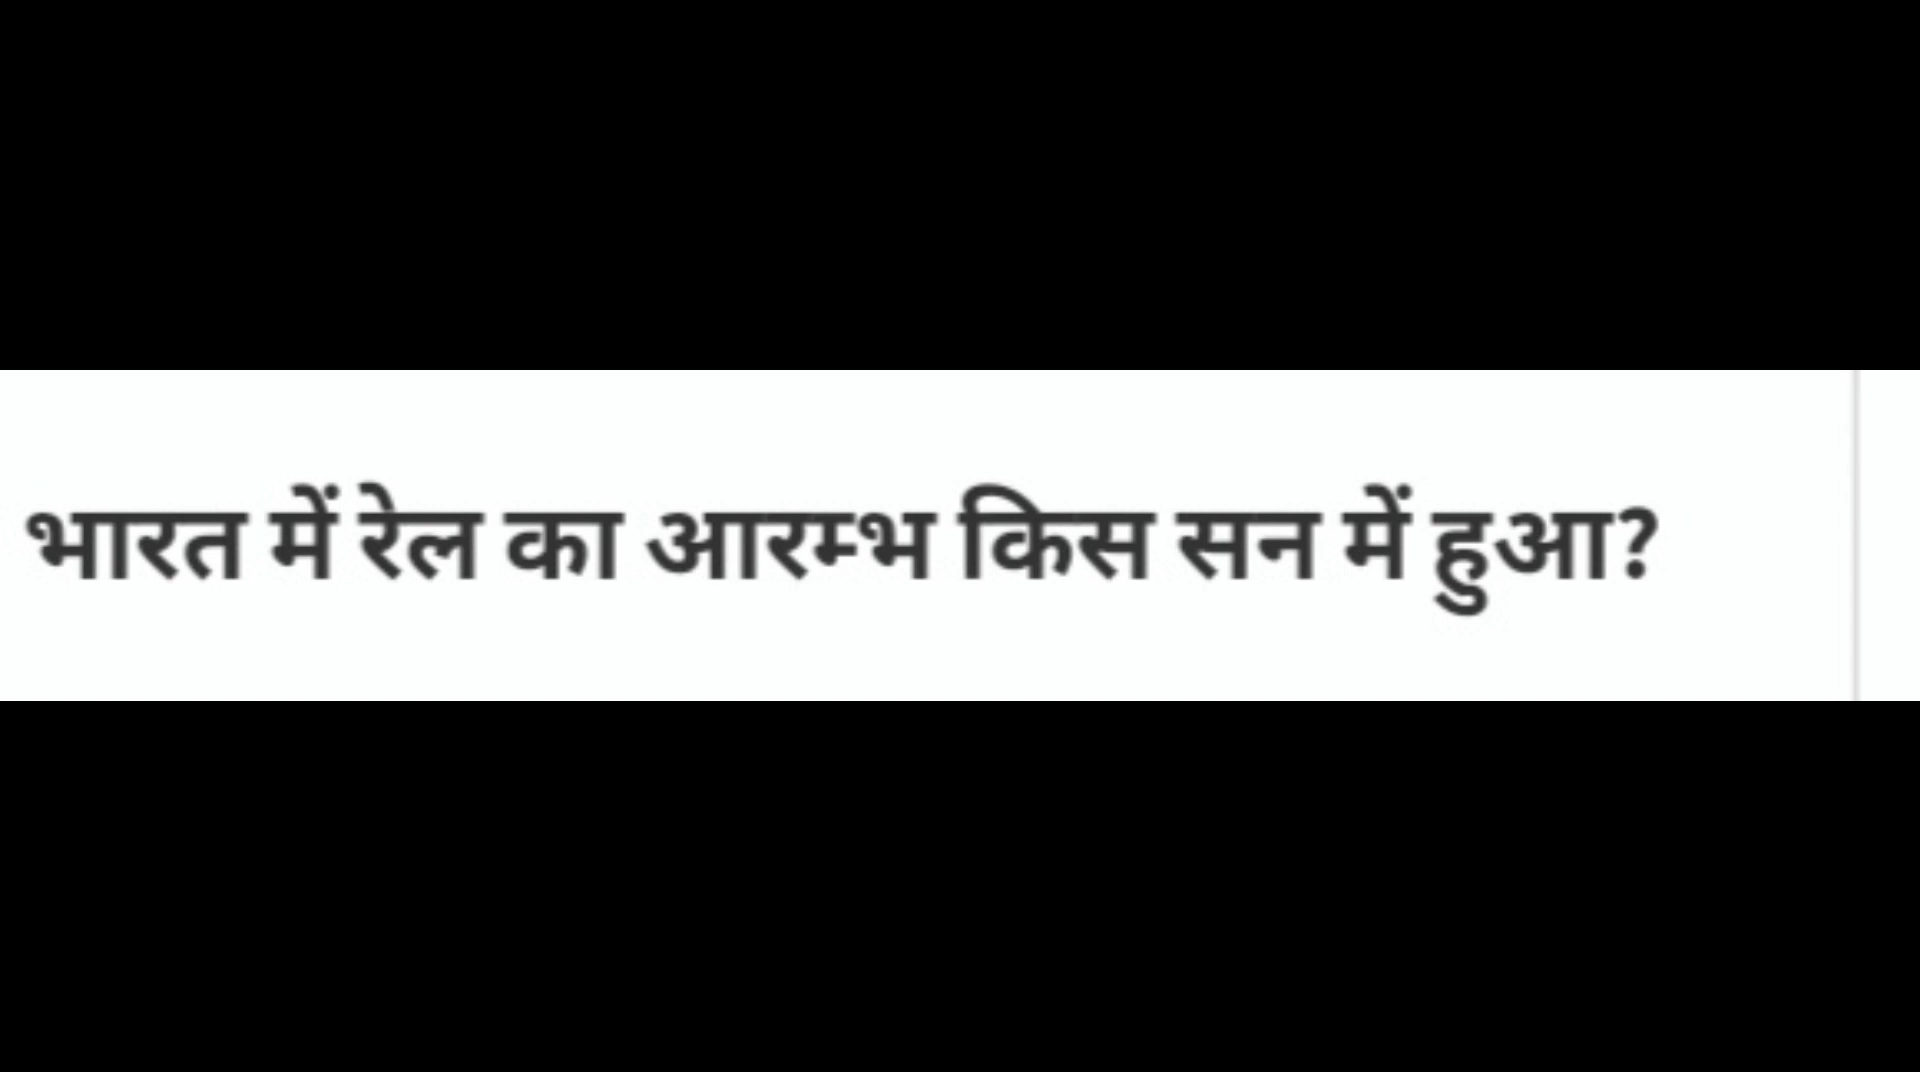 भारत में रेल का आरम्भ किस सन में हुआ?